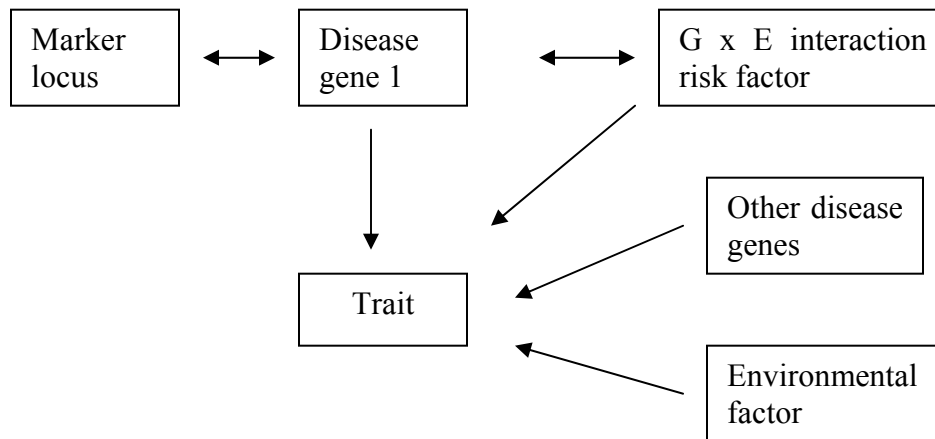 Marker
locus
Disease
gene 1
G x E interaction
risk factor
Other disease
genes
Trait
Environmental
factor